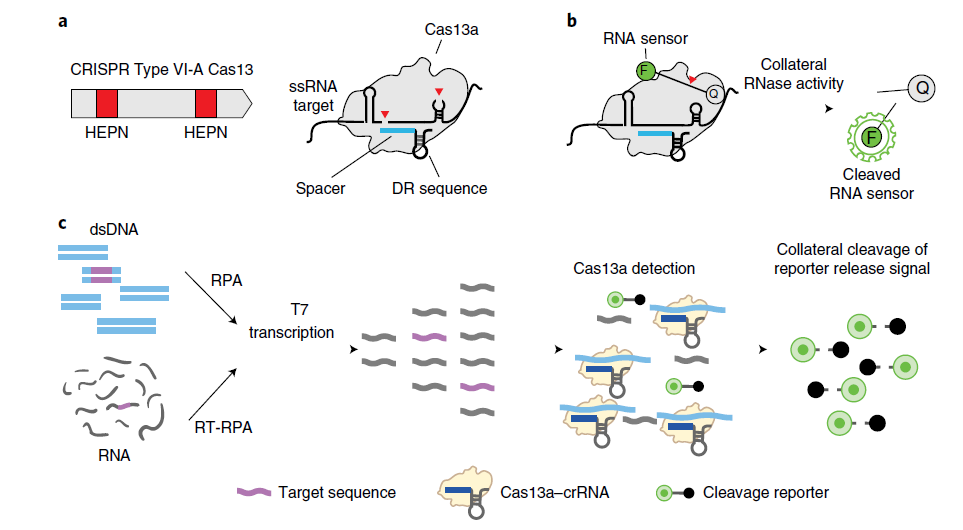 a
CRISPR Type VI-A Cas13
HEPN
HEPN
Cas13a
ssRNA
target
Spacer
DR sequence
b
RNA sensor
F
Q
Collateral
RNase activity
Q
F
Cleaved
RNA sensor
c
dsDNA
RPA
RNA
RT-RPA
T7
transcription
Cas13a detection
Collateral cleavage of
reporter release signal
Target sequence
Cas13a–crRNA
Cleavage reporter